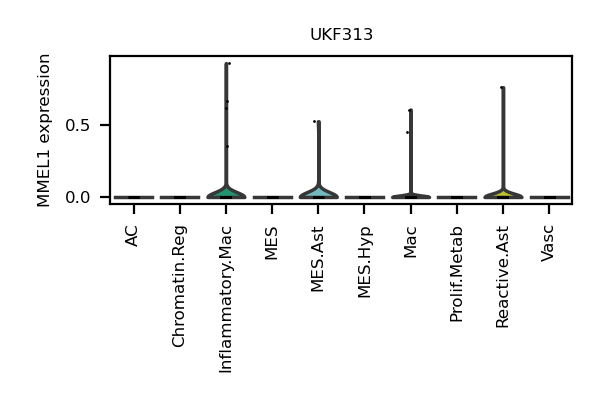 UKF313
MMEL1 expression
0.5
0.0
AC
Chromatin.Reg
Inflammatory.Mac
MES
MES.Ast
MES.Hyp
Mac
Prolif.Metab
Reactive.Ast
Vasc